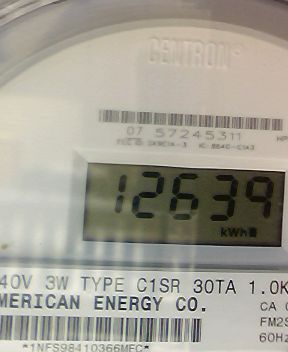 CENTRON®
07 57245311
12639
kWh
40V 3W TYPE C1SR 30TA 1.0K
MERICAN ENERGY CO.
CA
FM2S
60Hz
*1NFS98410366MFC*